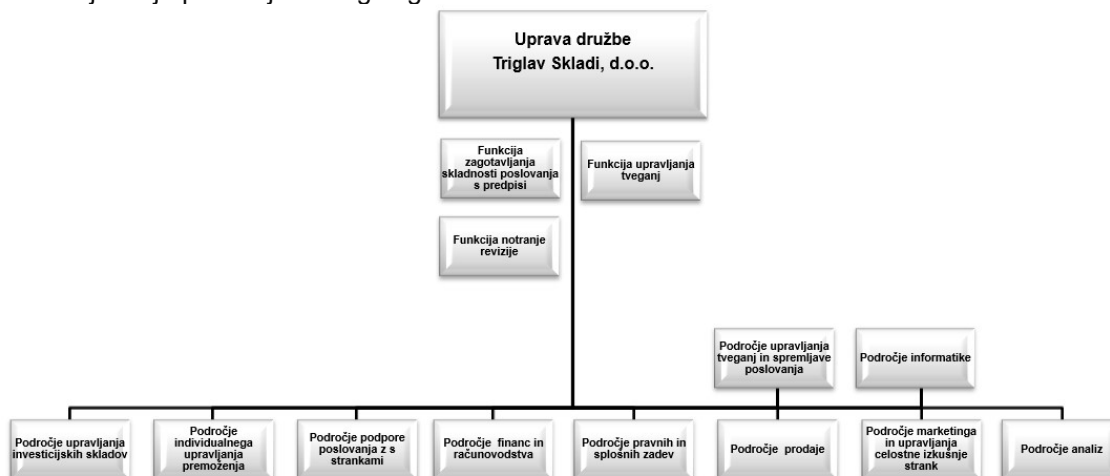 Uprava družbe
Triglav Skladi, d.o.o.
Funkcija
zagotavljanja
skladnosti poslovanja
s predpisi
Funkcija upravljanja
tveganj
Funkcija notranje
revizije
Področje upravljanja
tveganj in spremljave
poslovanja
Področje informatike
Področje upravljanja
investicijskih skladov
Področje
individualnega
upravljanja
premoženja
Področje podpore
poslovanja z s
strankami
Področje financ in
računovodstva
Področje pravnih in
splošnih zadev
Področje prodaje
Področje marketinga
in upravljanja
celostne izkušnje
strank
Področje analiz